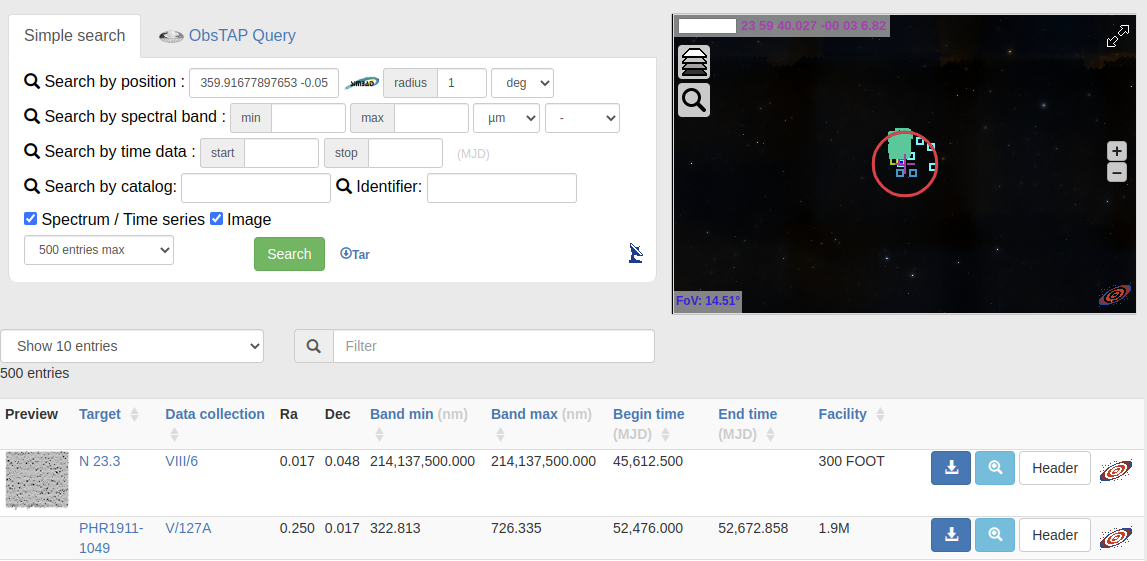 Simple search
ObsTAP Query
Search by position : 359.91677897653 -0.05 SIMBAD radius 1 deg
Search by spectral band : min max µm -
Search by time data : start stop (MJD)
Search by catalog: Identifier:
Spectrum / Time series Image
500 entries max Search Tar
23 59 40.027 -00 03 6.82
+
−
FoV: 14.51°
Show 10 entries Filter
500 entries
Preview Target Data collection Ra Dec Band min (nm) Band max (nm) Begin time End time Facility
(MJD) (MJD)
N 23.3 VIII/6 0.017 0.048 214,137,500.000 214,137,500.000 45,612.500 300 FOOT Header
PHR1911- V/127A 0.250 0.017 322.813 726.335 52,476.000 52,672.858 1.9M Header
1049